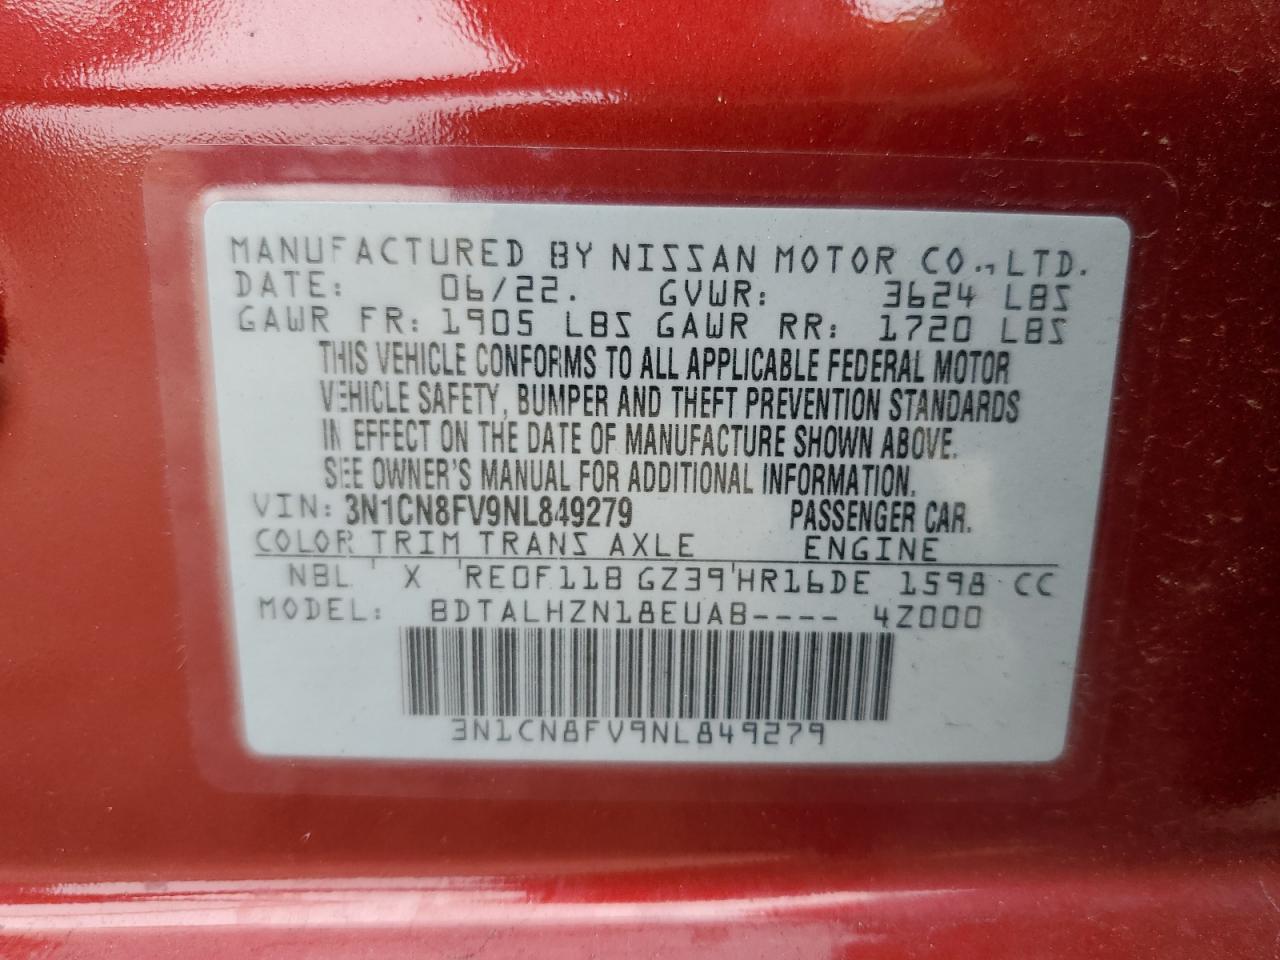 MANUFACTURED BY NISSAN MOTOR CO., LTD.
DATE: 06/22. GVWR: 3624 LBS
GAWR FR: 1905 LBS GAWR RR: 1720 LBS
THIS VEHICLE CONFORMS TO ALL APPLICABLE FEDERAL MOTOR
VEHICLE SAFETY, BUMPER AND THEFT PREVENTION STANDARDS
IN EFFECT ON THE DATE OF MANUFACTURE SHOWN ABOVE.
SEE OWNER'S MANUAL FOR ADDITIONAL INFORMATION.
VIN: 3N1CN8FV9NL849279 PASSENGER CAR.
COLOR TRIM TRANS AXLE ENGINE
NBL ' X 'RE0F11B GZ39'HR16DE 1598 CC
MODEL: BDTALHZN18EUAB---- 4Z000
3N1CN8FV9NL849279